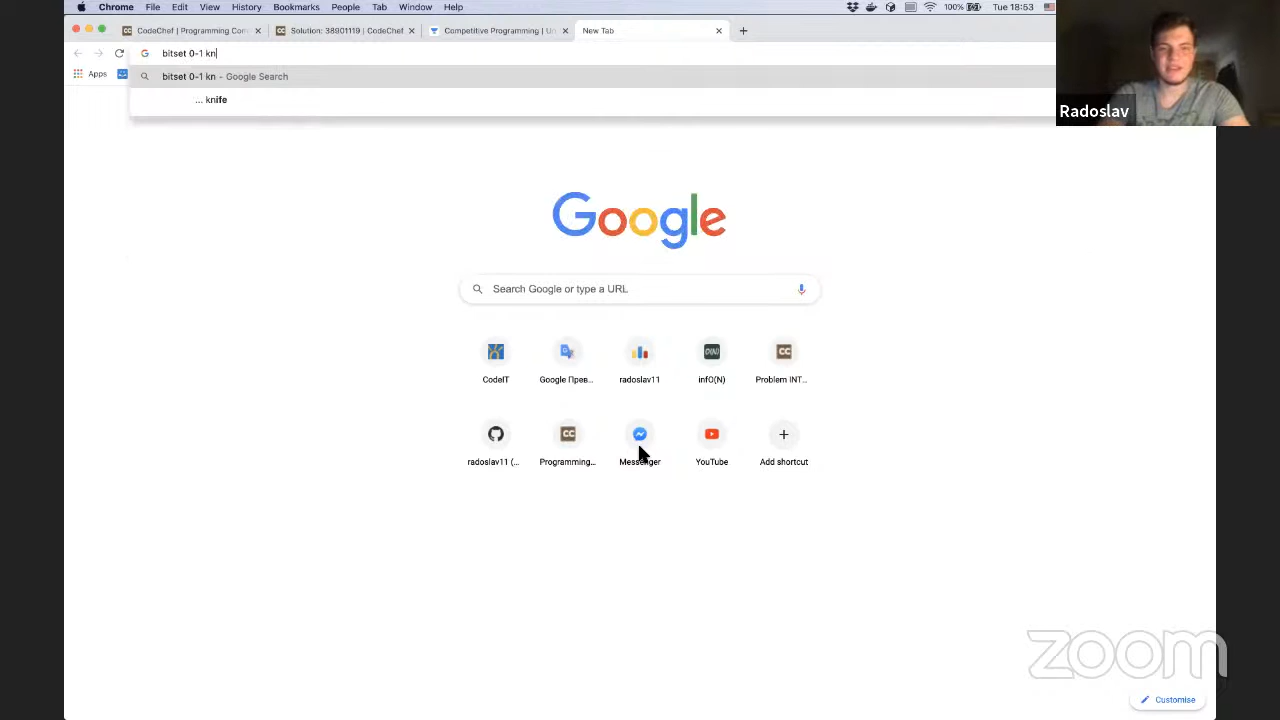 Chrome File Edit View History Bookmarks People Tab Window Help 100% Tue 18:53
CodeChef | Programming Con
Solution: 38901119 | CodeChef
Competitive Programming | Un
New Tab
bitset 0-1 kn
Apps
bitset 0-1 kn - Google Search
... knife
Radoslav
Google
Search Google or type a URL
CodeIT
Google Прев...
radoslav11
infO(N)
Problem INT...
radoslav11 (...
Programming...
Messenger
YouTube
Add shortcut
zoom
Customise